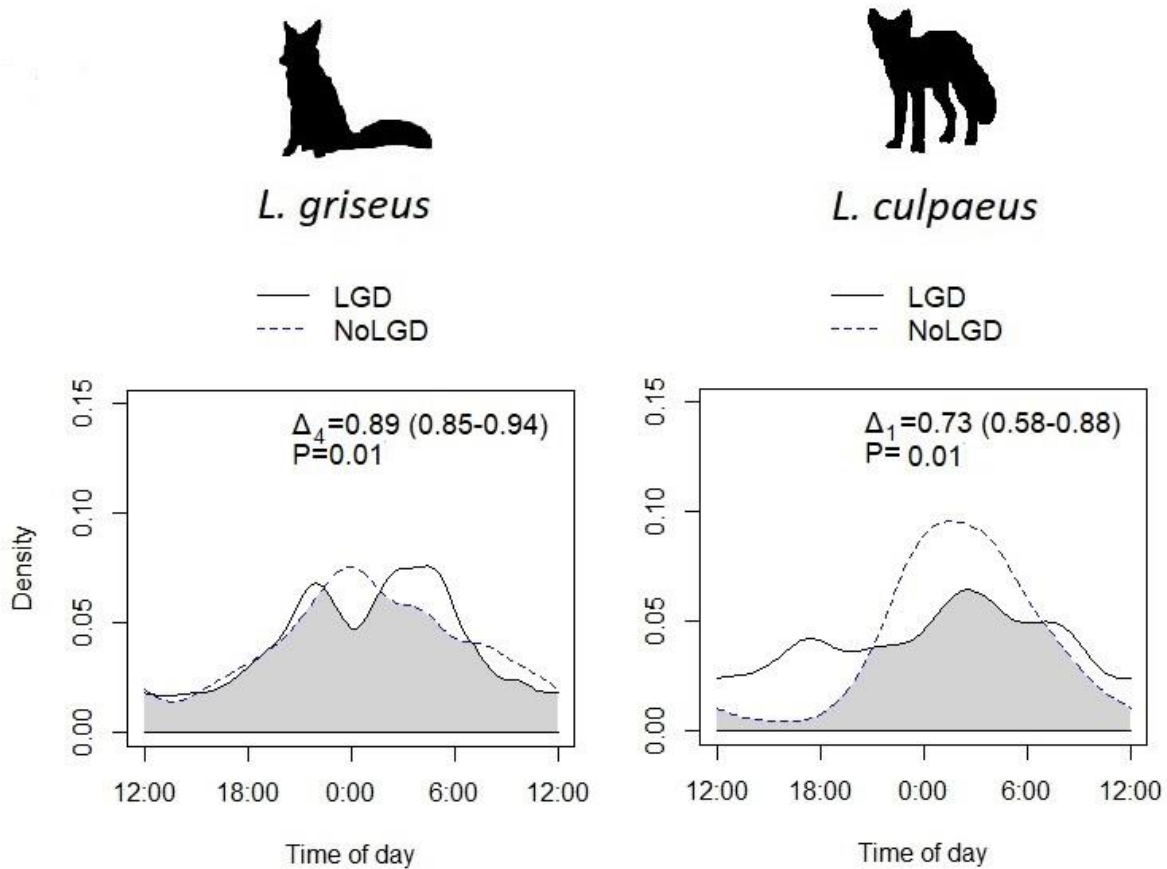 L. griseus
LGD
NoLGD
Δ4=0.89 (0.85-0.94)
P=0.01
Density
0.15
0.10
0.05
0.00
12:00 18:00 0:00 6:00 12:00
Time of day
L. culpaeus
LGD
NoLGD
Δ1=0.73 (0.58-0.88)
P= 0.01
0.15
0.10
0.05
0.00
12:00 18:00 0:00 6:00 12:00
Time of day